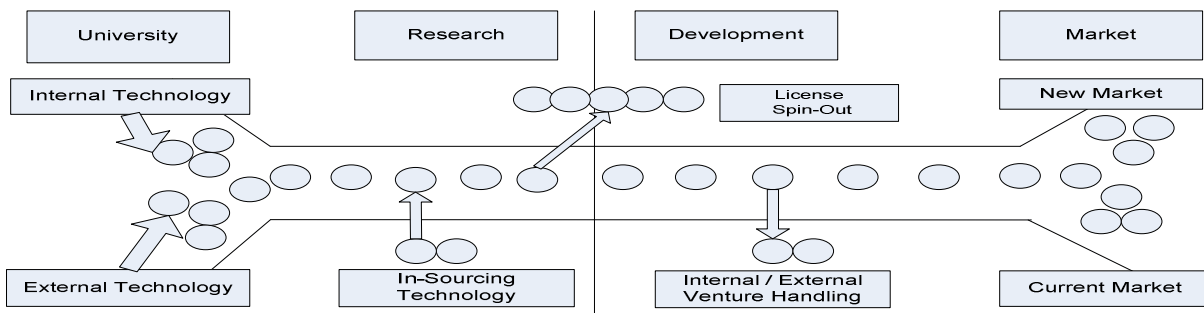 University
Research
Development
Market
Internal Technology
License
Spin-Out
New Market
External Technology
In-Sourcing
Technology
Internal / External
Venture Handling
Current Market